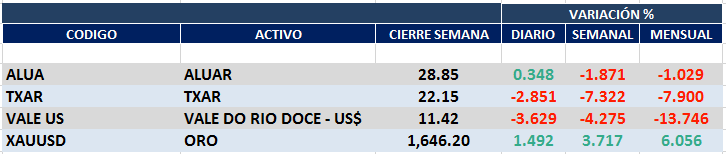 VARIACIÓN %
CODIGO ACTIVO CIERRE SEMANA DIARIO SEMANAL MENSUAL
ALUA ALUAR 28.85 0.348 -1.871 -1.029
TXAR TXAR 22.15 -2.851 -7.322 -7.900
VALE US VALE DO RIO DOCE - US$ 11.42 -3.629 -4.275 -13.746
XAUUSD ORO 1,646.20 1.492 3.717 6.056